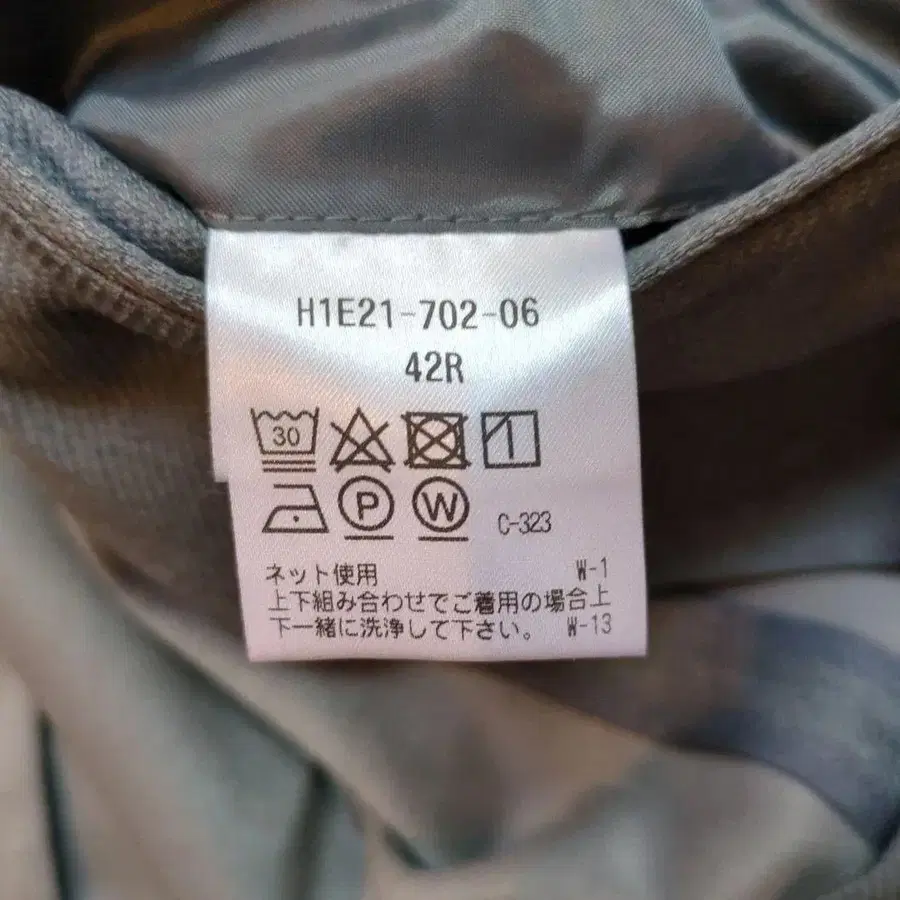 H1E21-702-06
42R
30
P W C-323
ネット使用 W-1
上下組み合わせでご着用の場合上
下一緒に洗浄して下さい。 W-13